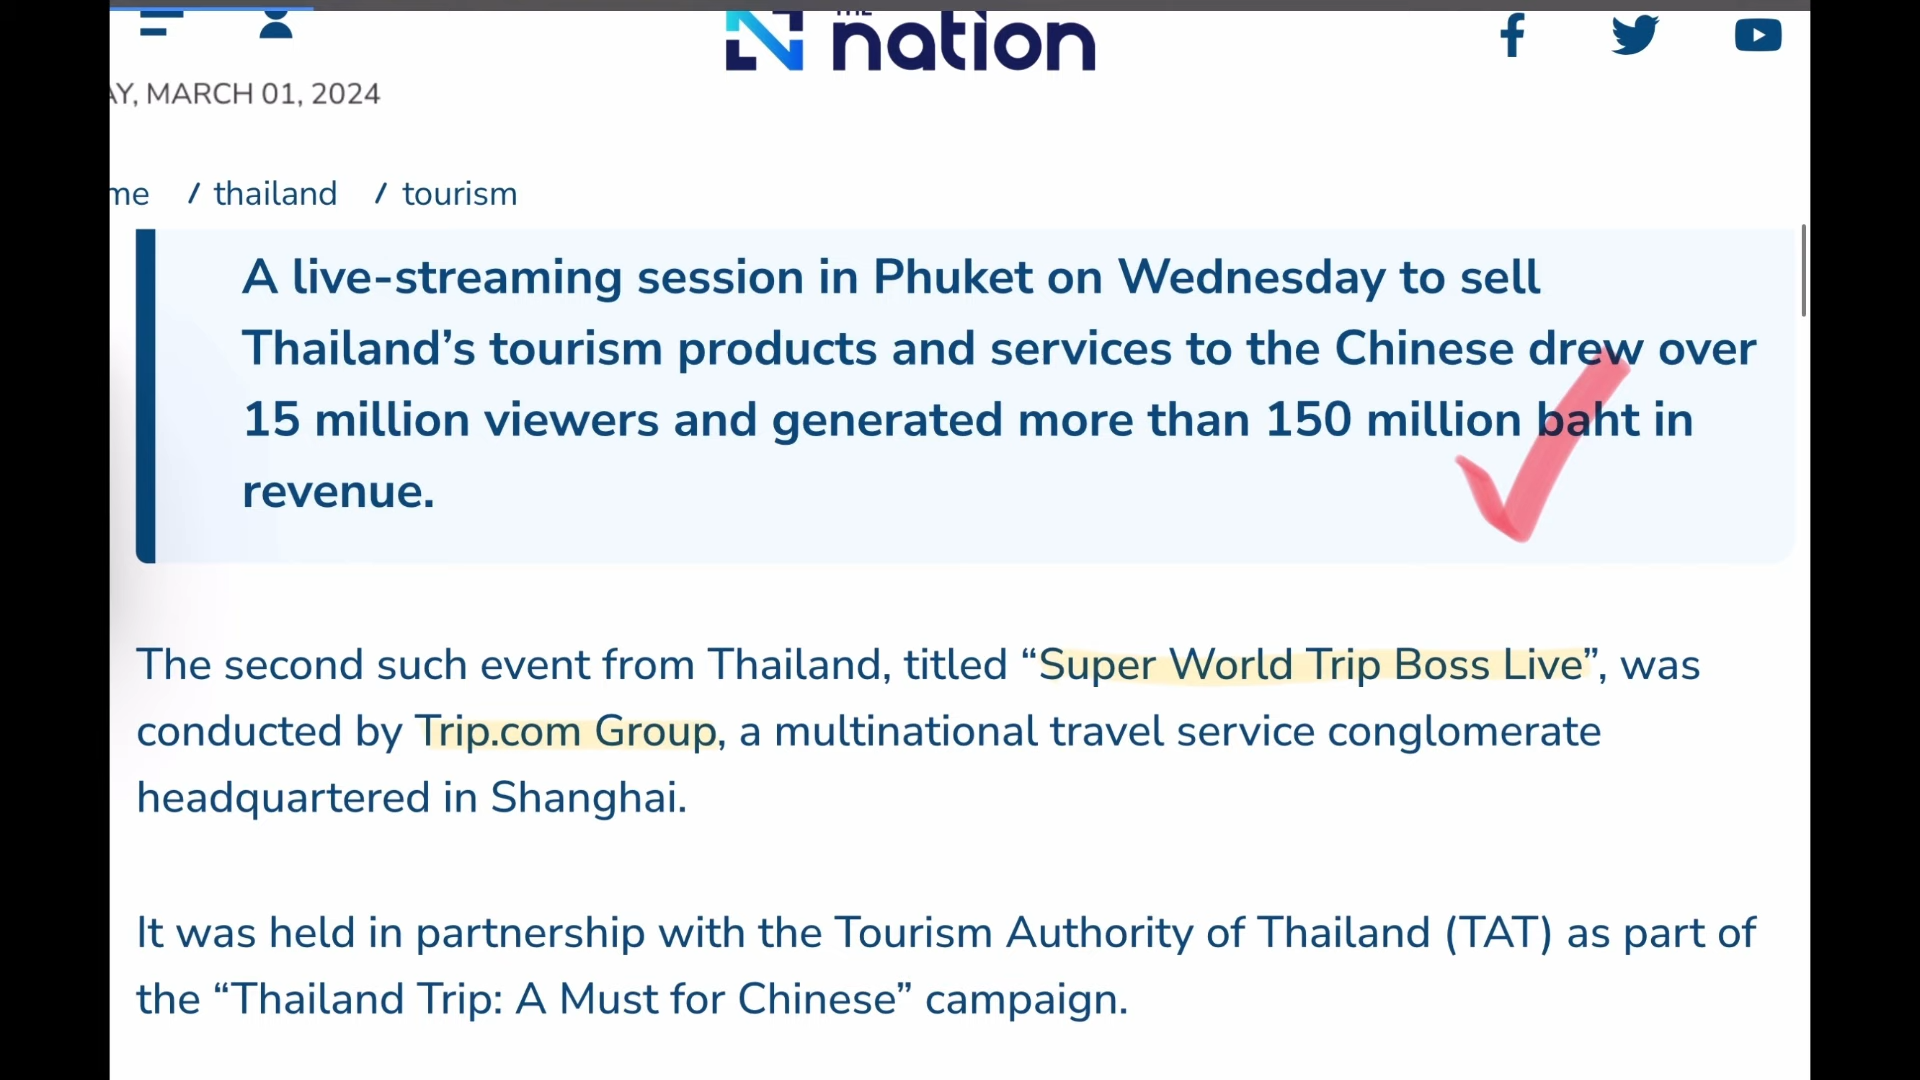 THE
nation
AY, MARCH 01, 2024
me / thailand / tourism
A live-streaming session in Phuket on Wednesday to sell
Thailand’s tourism products and services to the Chinese drew over
15 million viewers and generated more than 150 million baht in
revenue.
The second such event from Thailand, titled “Super World Trip Boss Live”, was
conducted by Trip.com Group, a multinational travel service conglomerate
headquartered in Shanghai.
It was held in partnership with the Tourism Authority of Thailand (TAT) as part of
the “Thailand Trip: A Must for Chinese” campaign.